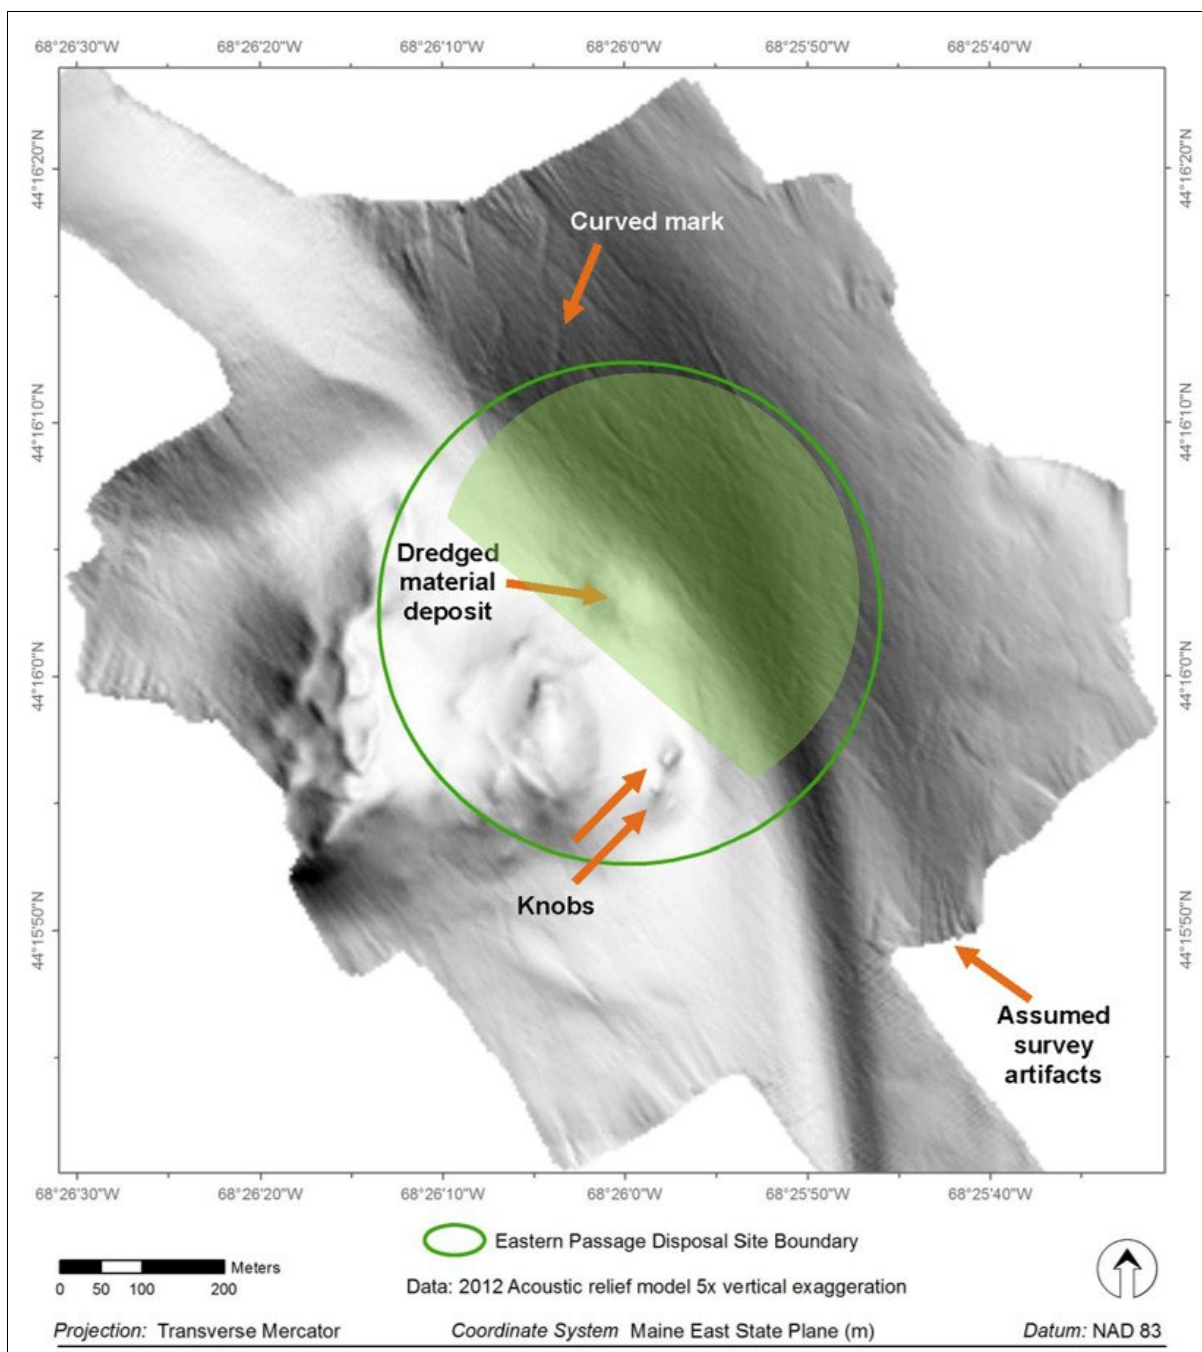 68°26'30"W 68°26'20"W 68°26'10"W 68°26'0"W 68°25'50"W 68°25'40"W
44°16'20"N 44°16'20"N
Curved mark
44°16'10"N 44°16'10"N
Dredged
material
deposit
44°16'0"N 44°16'0"N
Knobs
44°15'50"N 44°15'50"N
Assumed
survey
artifacts
68°26'30"W 68°26'20"W 68°26'10"W 68°26'0"W 68°25'50"W 68°25'40"W
Eastern Passage Disposal Site Boundary
Meters
0 50 100 200
Data: 2012 Acoustic relief model 5x vertical exaggeration
Projection: Transverse Mercator Coordinate System Maine East State Plane (m) Datum: NAD 83